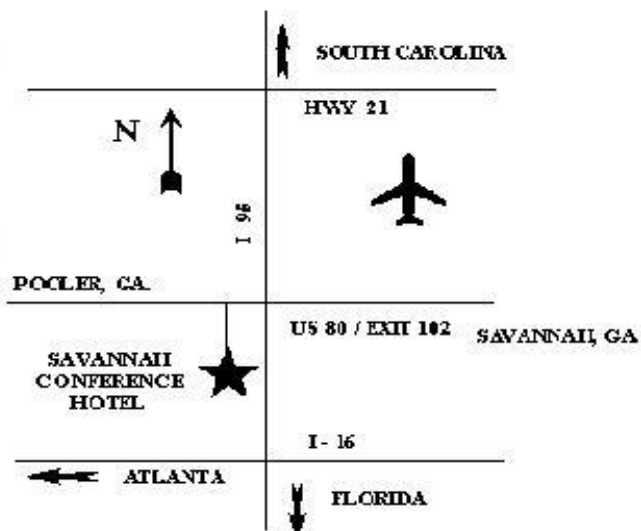 SOUTH CAROLINA
HWY 21
N
I 95
POOLER, GA.
US 80 / EXIT 102
SAVANNAH, GA
SAVANNAH
CONFERENCE
HOTEL
I - 16
ATLANTA
FLORIDA